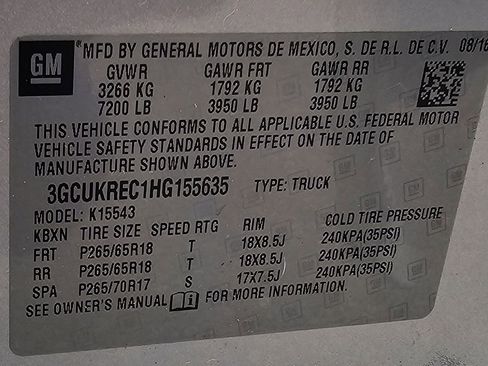 GM
®MFD BY GENERAL MOTORS DE MEXICO, S. DE R.L. DE C.V. 08/16
GVWR GAWR FRT GAWR RR
3266 KG 1792 KG 1792 KG
7200 LB 3950 LB 3950 LB
THIS VEHICLE CONFORMS TO ALL APPLICABLE U.S. FEDERAL MOTOR
VEHICLE SAFETY STANDARDS IN EFFECT ON THE DATE OF
MANUFACTURE SHOWN ABOVE.
3GCUKREC1HG155635 TYPE: TRUCK
MODEL: K15543
KBXN TIRE SIZE SPEED RTG RIM COLD TIRE PRESSURE
FRT P265/65R18 T 18X8.5J 240KPA(35PSI)
RR P265/65R18 T 18X8.5J 240KPA(35PSI)
SPA P265/70R17 S 17X7.5J 240KPA(35PSI)
SEE OWNER'S MANUAL FOR MORE INFORMATION.